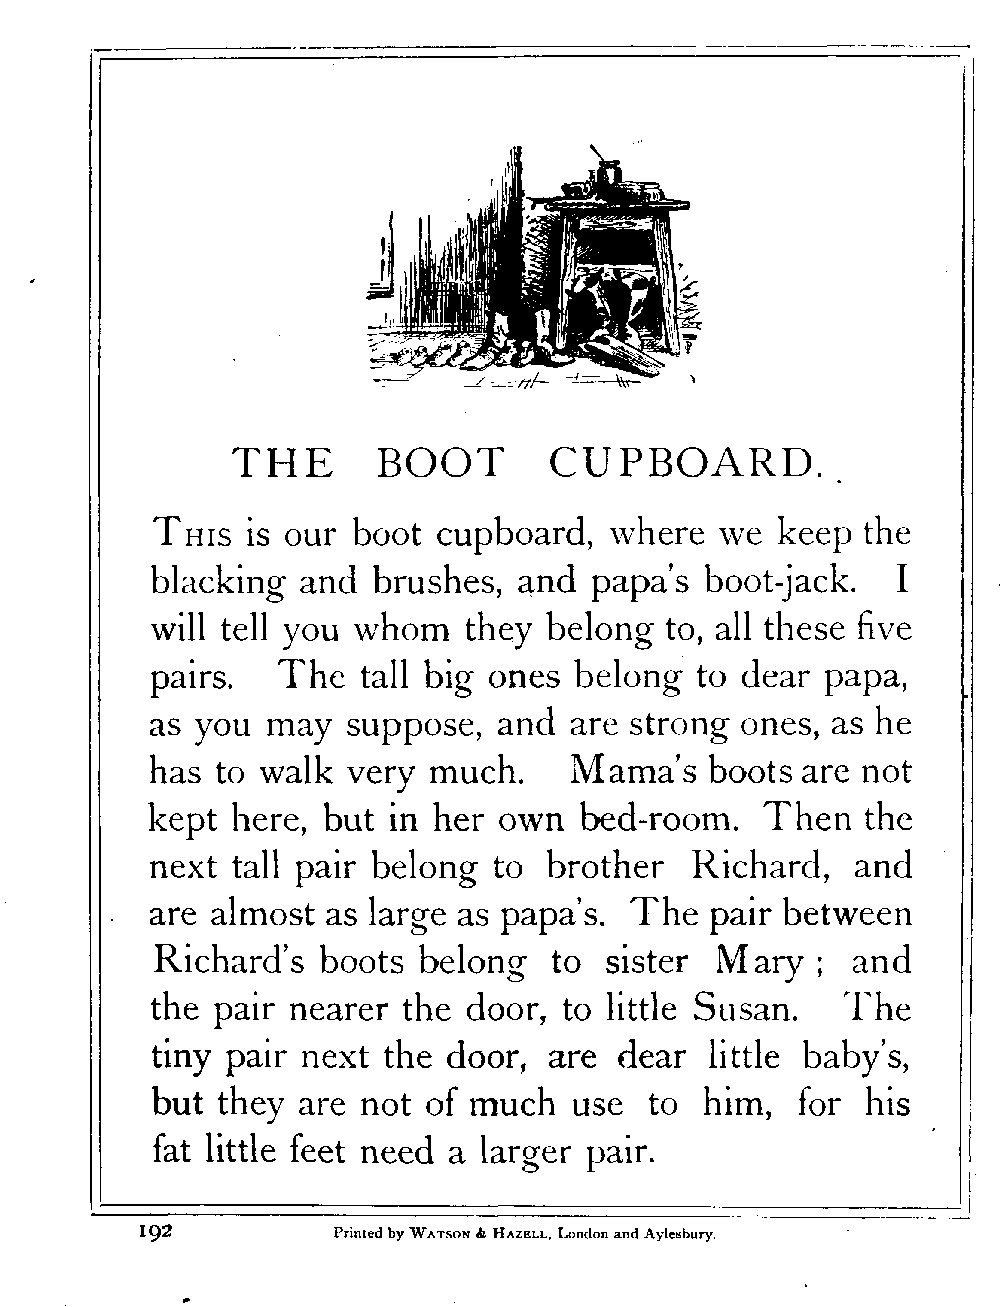 THE BOOT CUPBOARD.
THIS is our boot cupboard, where we keep the
blacking and brushes, and papa's boot-jack. I
will tell you whom they belong to, all these five
pairs. The tall big ones belong to dear papa,
as you may suppose, and are strong ones, as he
has to walk very much. Mama's boots are not
kept here, but in her own bed-room. Then the
next tall pair belong to brother Richard, and
are almost as large as papa's. The pair between
Richard's boots belong to sister Mary; and
the pair nearer the door, to little Susan. The
tiny pair next the door, are dear little baby's,
but they are not of much use to him, for his
fat little feet need a larger pair.
192 Printed by WATSON & HAZELL, London and Aylesbury.